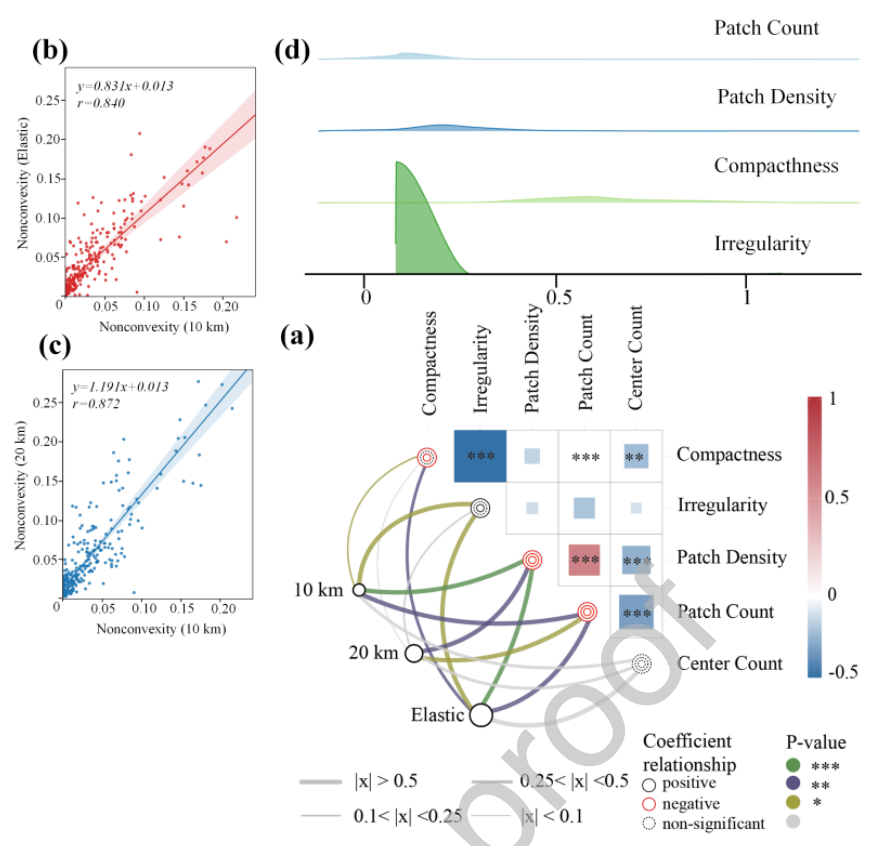 (b)
y=0.831x+0.013
r=0.840
0.25
0.20
0.15
0.10
0.05
0
0.05
0.10
0.15
0.20
Nonconvexity (Elastic)
Nonconvexity (10 km)
(d)
Patch Count
Patch Density
Compacthness
Irregularity
0
0.5
1
(c)
y=1.191x+0.013
r=0.872
0.25
0.20
0.15
0.10
0.05
0
0.05
0.10
0.15
0.20
Nonconvexity (20 km)
Nonconvexity (10 km)
(a)
Compactness
Irregularity
Patch Density
Patch Count
Center Count
*** *** ** Compactness
Irregularity
*** *** Patch Density
*** Patch Count
Center Count
10 km
20 km
Elastic
1
0.5
0
-0.5
|x| > 0.5
0.25< |x| <0.5
0.1< |x| <0.25
|x| < 0.1
Coefficient
relationship
positive
negative
non-significant
P-value
***
**
*
proof